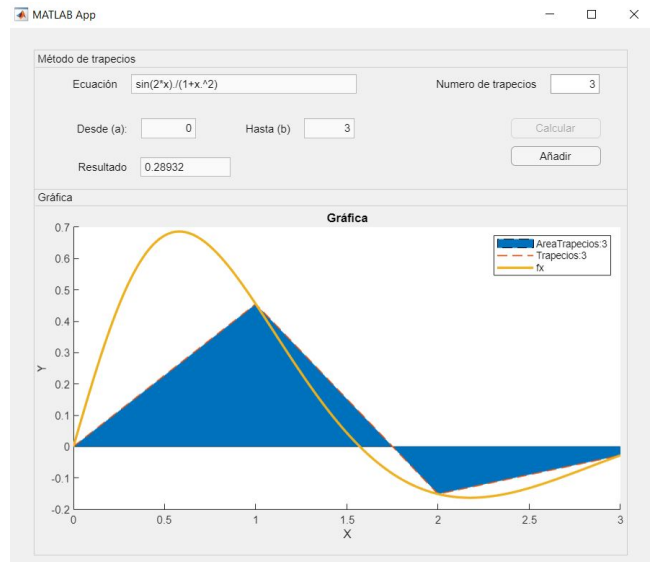 MATLAB App
Método de trapecios
Ecuación sin(2*x)./(1+x.^2) Numero de trapecios 3
Desde (a): 0 Hasta (b) 3 Calcular
Añadir
Resultado 0.28932
Gráfica
Gráfica
AreaTrapecios:3
Trapecios:3
fx
0.7
0.6
0.5
0.4
0.3
0.2
0.1
0
-0.1
-0.2
Y
0 0.5 1 1.5 2 2.5 3
X